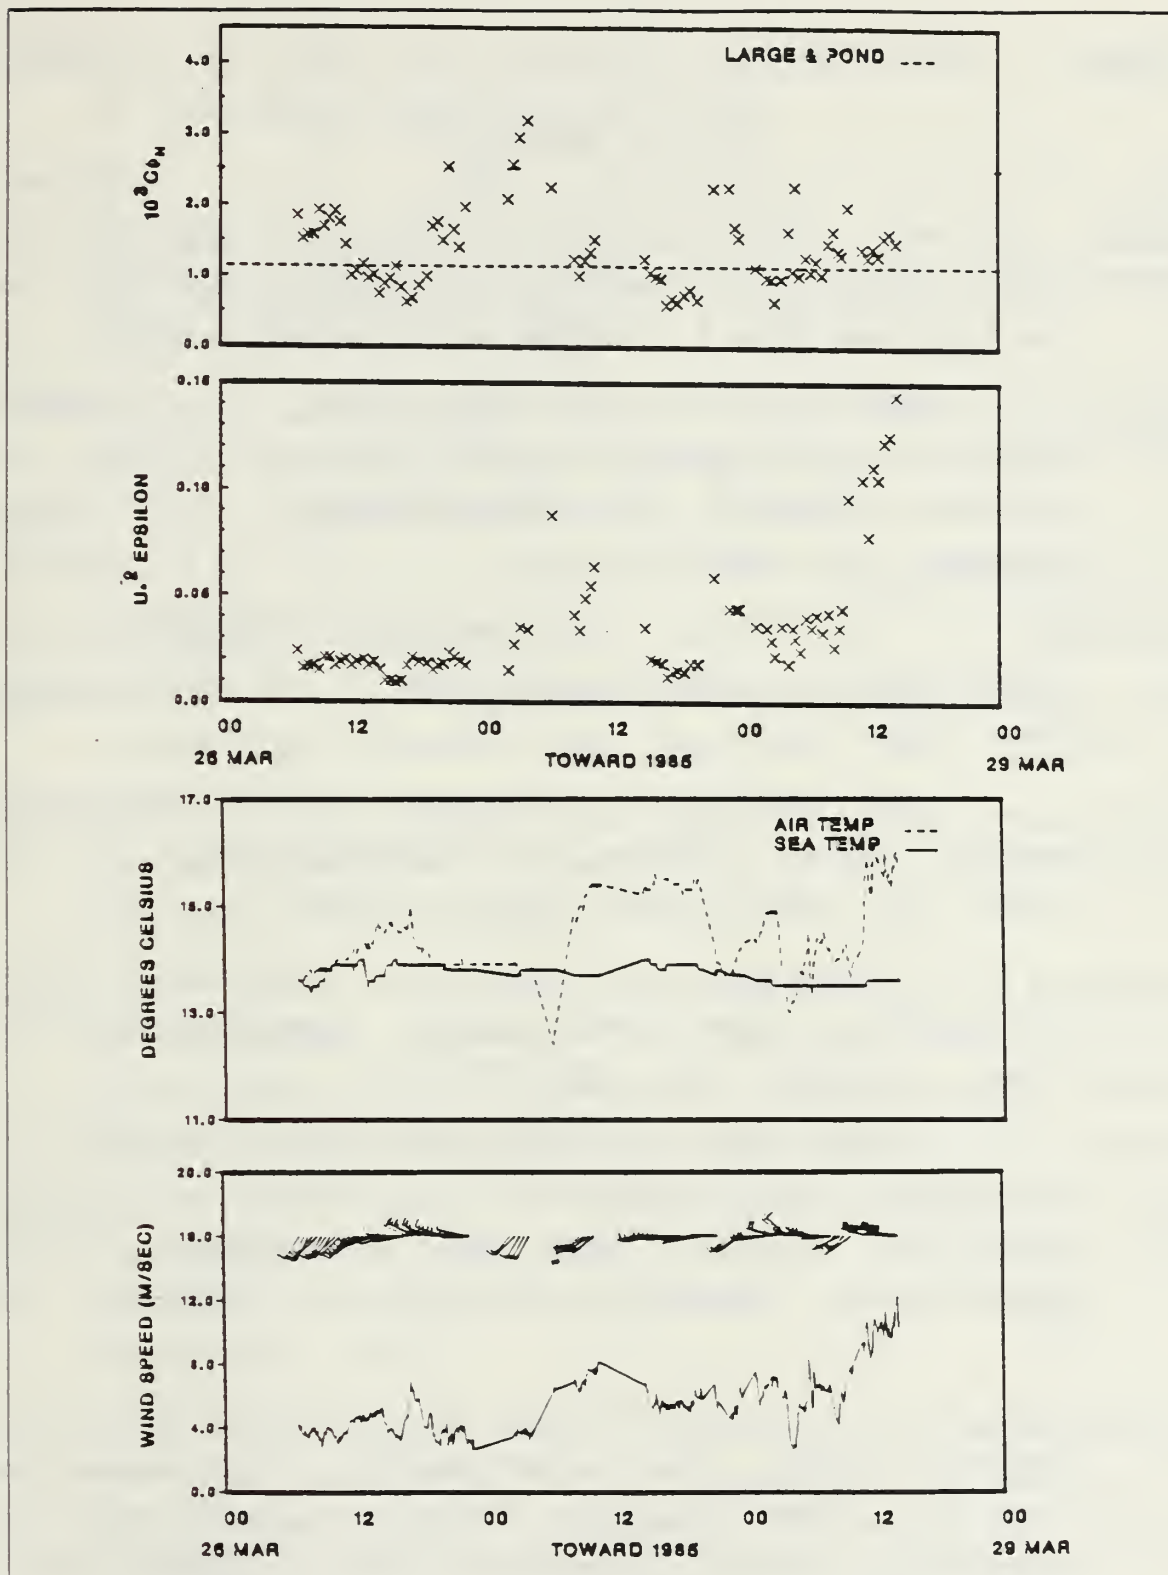 LARGE & POND
4.0
3.0
2.0
1.0
0.0
10³CΦN
0.15
0.10
0.05
0.00
U.² EPSILON
00 12 00 12 00 12 00
26 MAR TOWARD 1985 29 MAR
17.0
15.0
13.0
11.0
AIR TEMP
SEA TEMP
DEGREES CELSIUS
20.0
16.0
12.0
8.0
4.0
0.0
WIND SPEED (M/SEC)
00 12 00 12 00 12 00
26 MAR TOWARD 1985 29 MAR